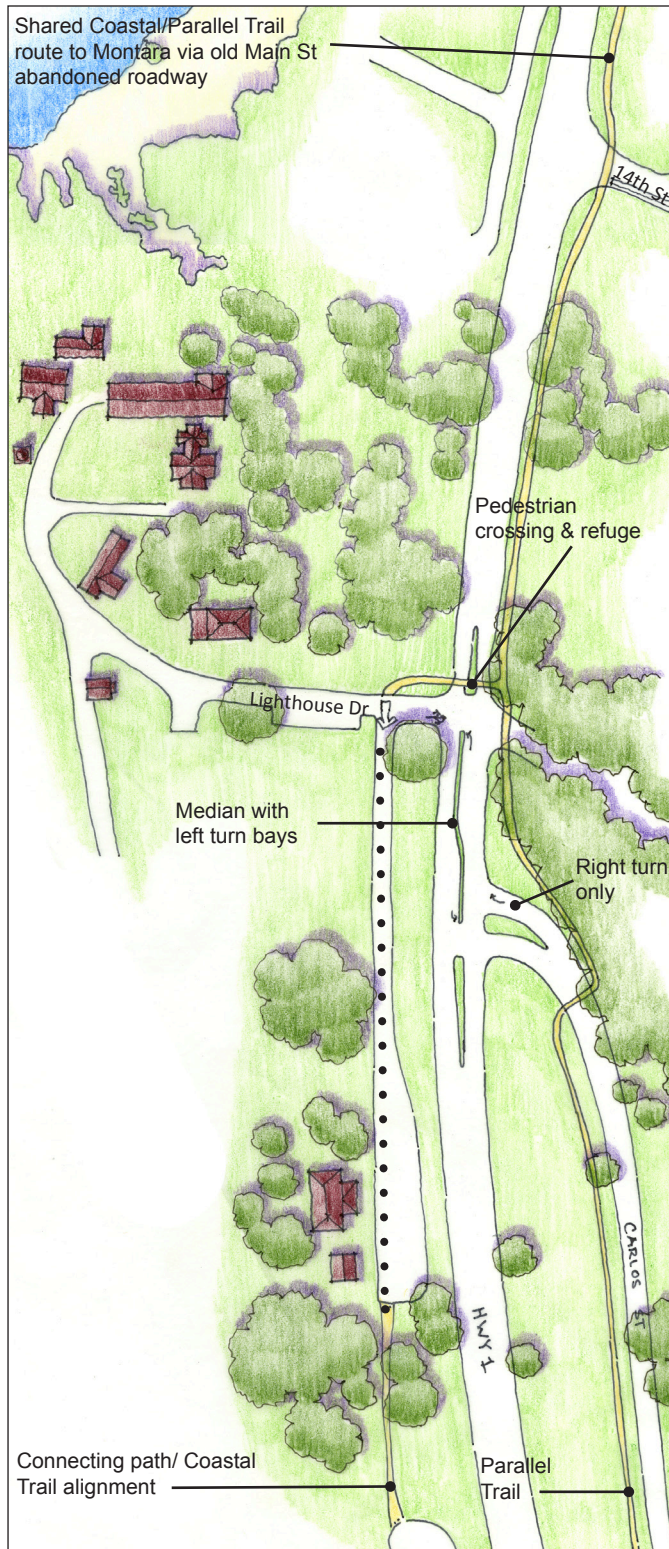 Shared Coastal/Parallel Trail
route to Montara via old Main St
abandoned roadway
14th St
Pedestrian
crossing & refuge
Lighthouse Dr
Median with
left turn bays
Right turn
only
CARLOS
ST
HWY 1
Connecting path/ Coastal
Trail alignment
Parallel
Trail